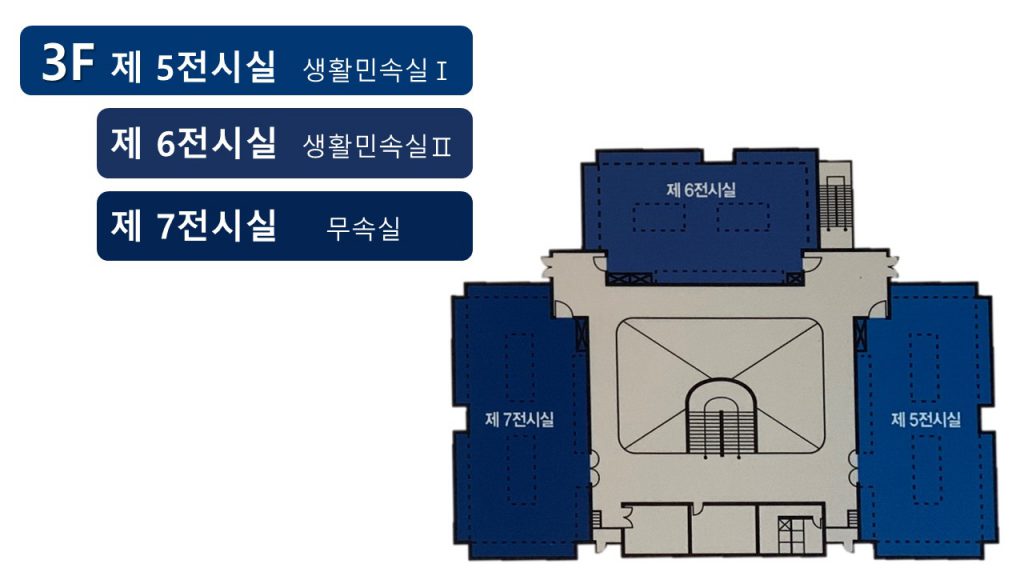 3F 제 5전시실 생활민속실 Ⅰ
제 6전시실 생활민속실Ⅱ
제 7전시실 무속실
제 6전시실
제 7전시실
제 5전시실